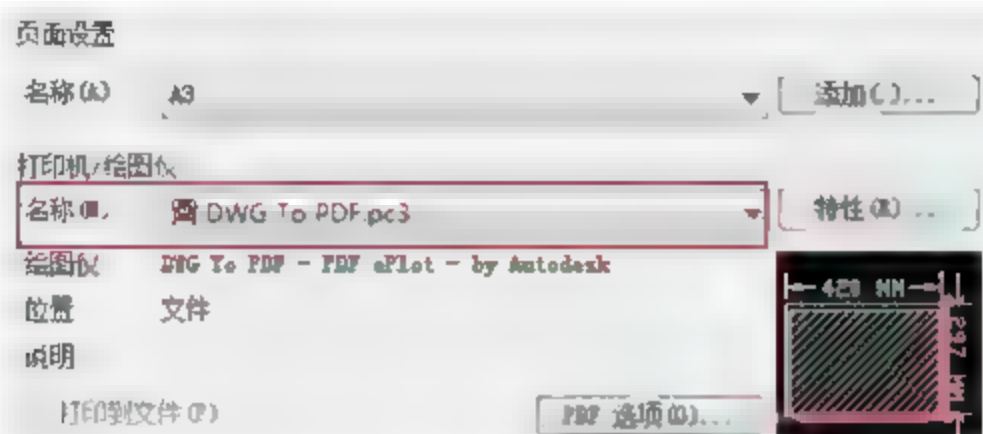 页面设置
名称(A) A3 添加(.)...
打印机/绘图仪
名称(M) DWG To PDF.pc3 特性(R)...
绘图仪 DWG To PDF - PDF ePlot - by Autodesk
位置 文件
420 MM
297 MM
说明
打印到文件(F) PDF 选项(O)...